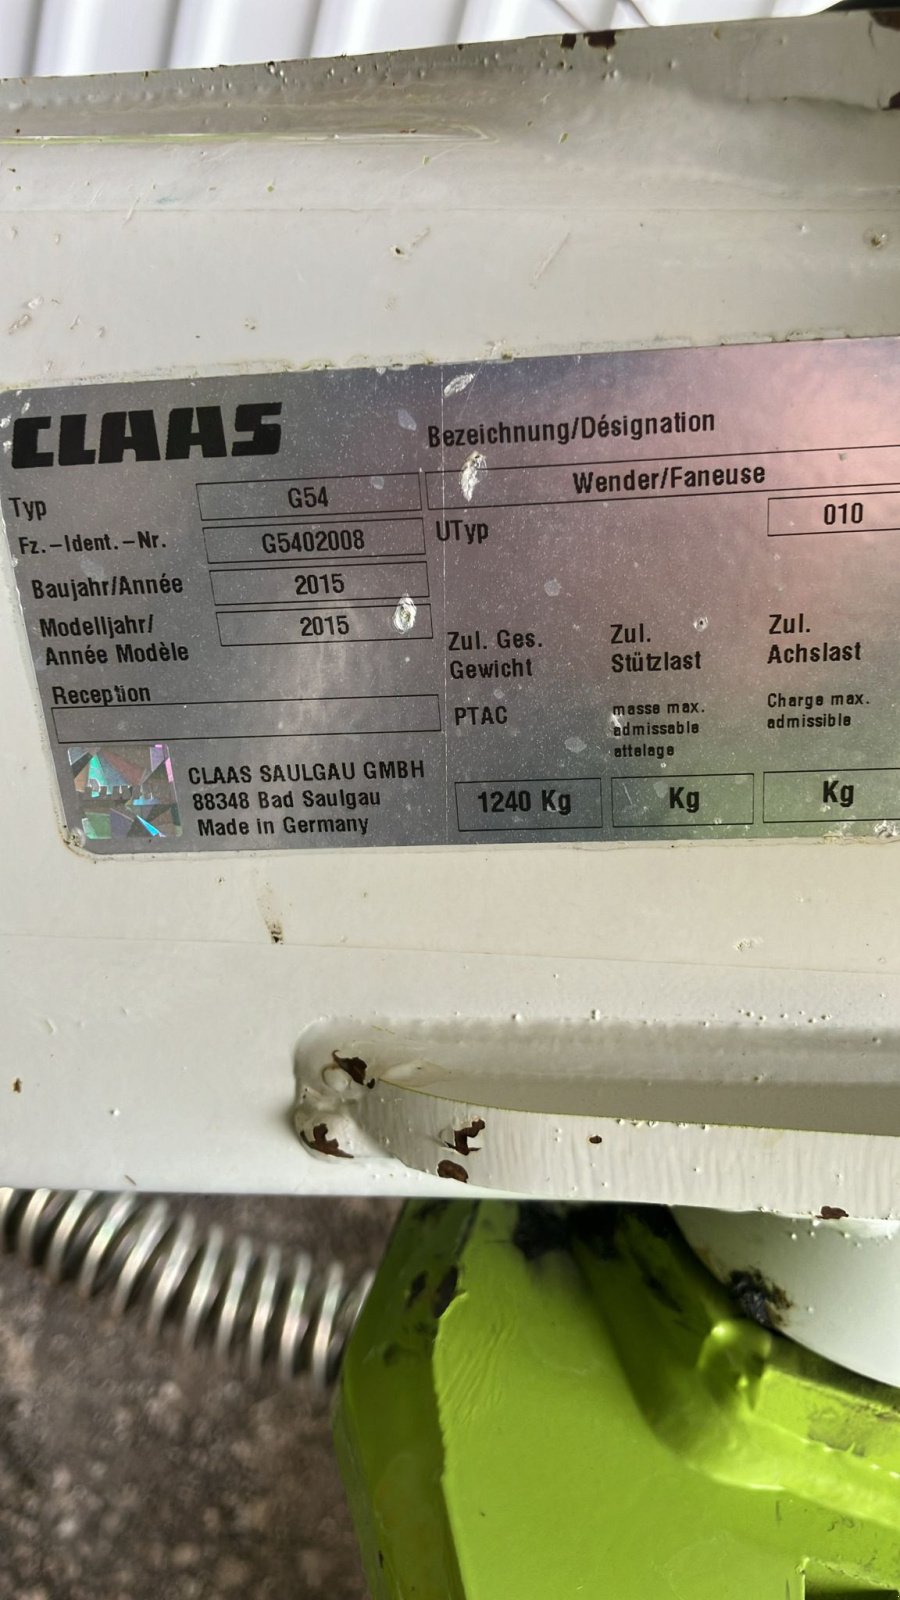 CLAAS
Bezeichnung/Désignation
Wender/Faneuse
Typ G54
UTyp 010
Fz.-Ident.-Nr. G5402008
Baujahr/Année 2015
Modelljahr/
Année Modèle 2015
Zul. Ges.
Gewicht
Zul.
Stützlast
Zul.
Achslast
Reception
PTAC
masse max.
admissable
attelage
Charge max.
admissible
CLAAS SAULGAU GMBH
88348 Bad Saulgau
Made in Germany
1240 Kg
Kg
Kg